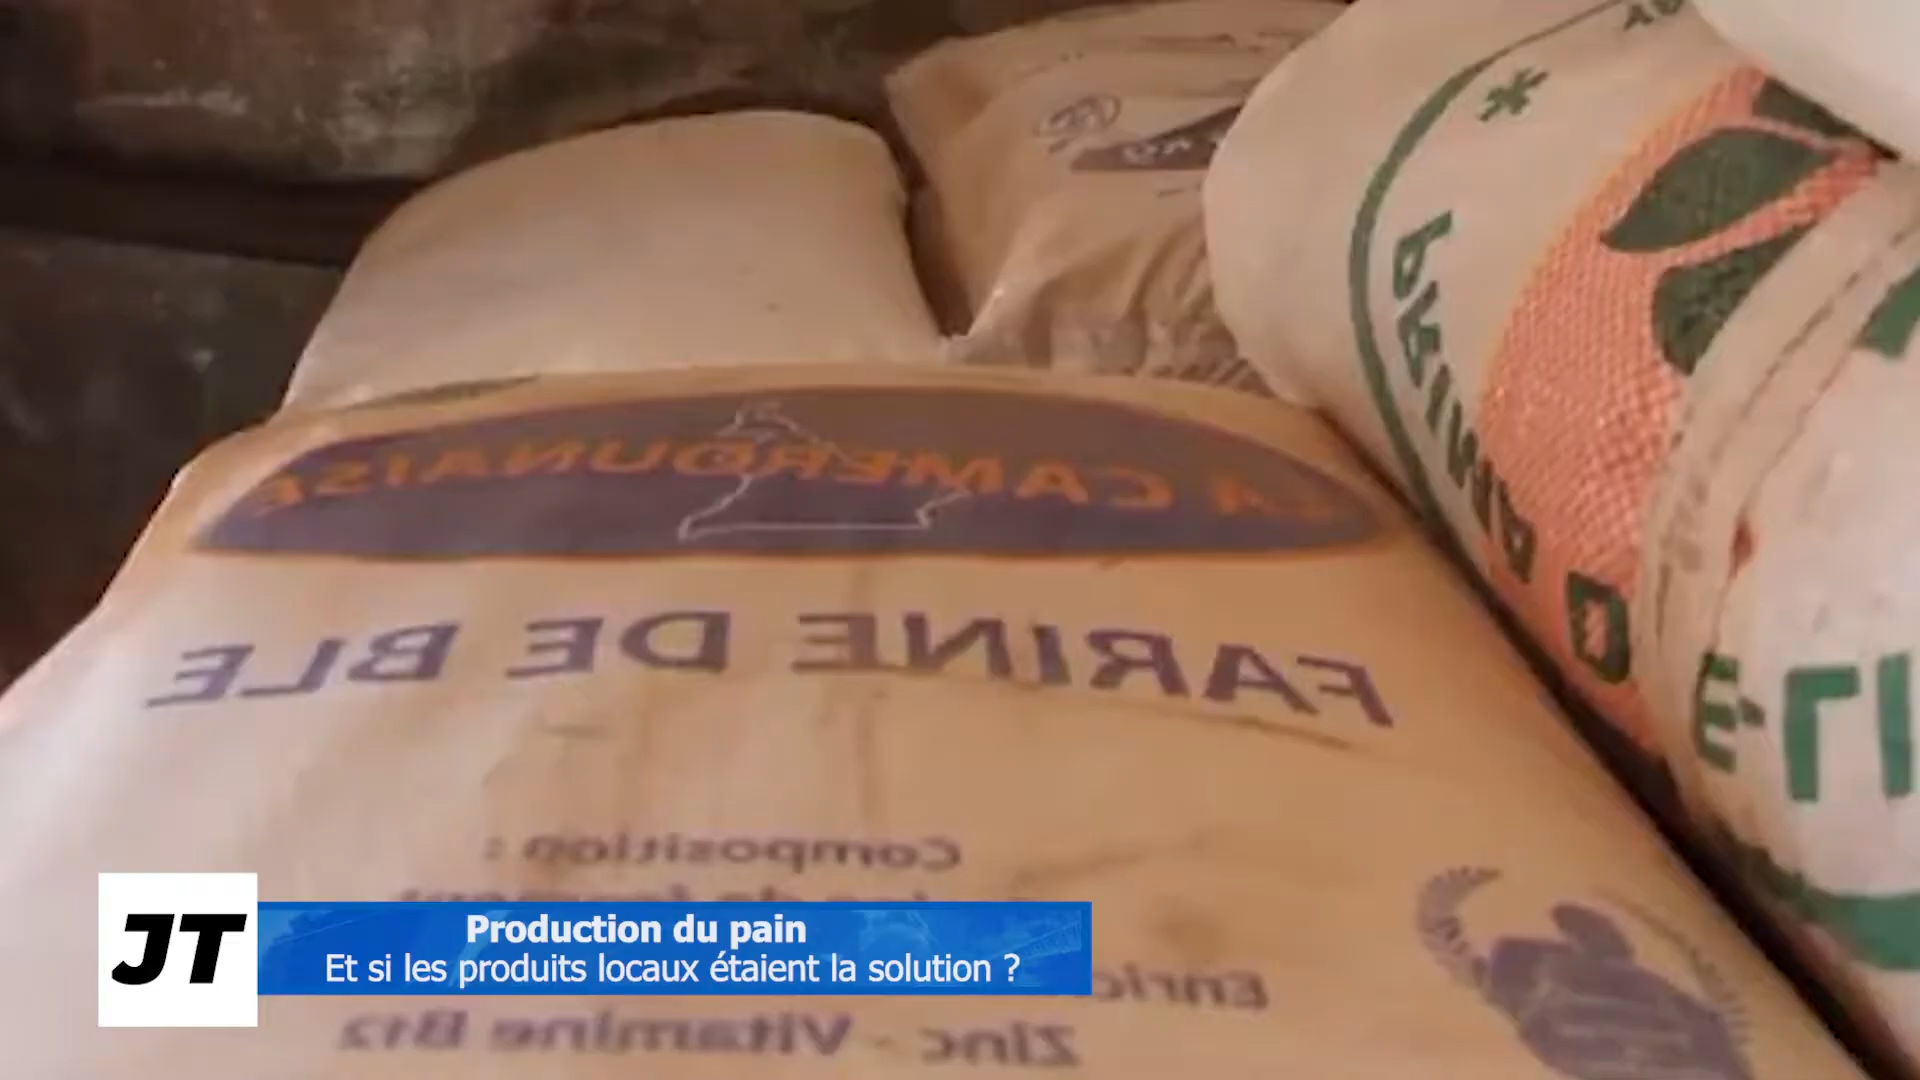 LA CAMEROUNAISE
FARINE DE BLE
Composition :
Zinc - Vitamine B12
FARINE D
JT
Production du pain
Et si les produits locaux étaient la solution ?